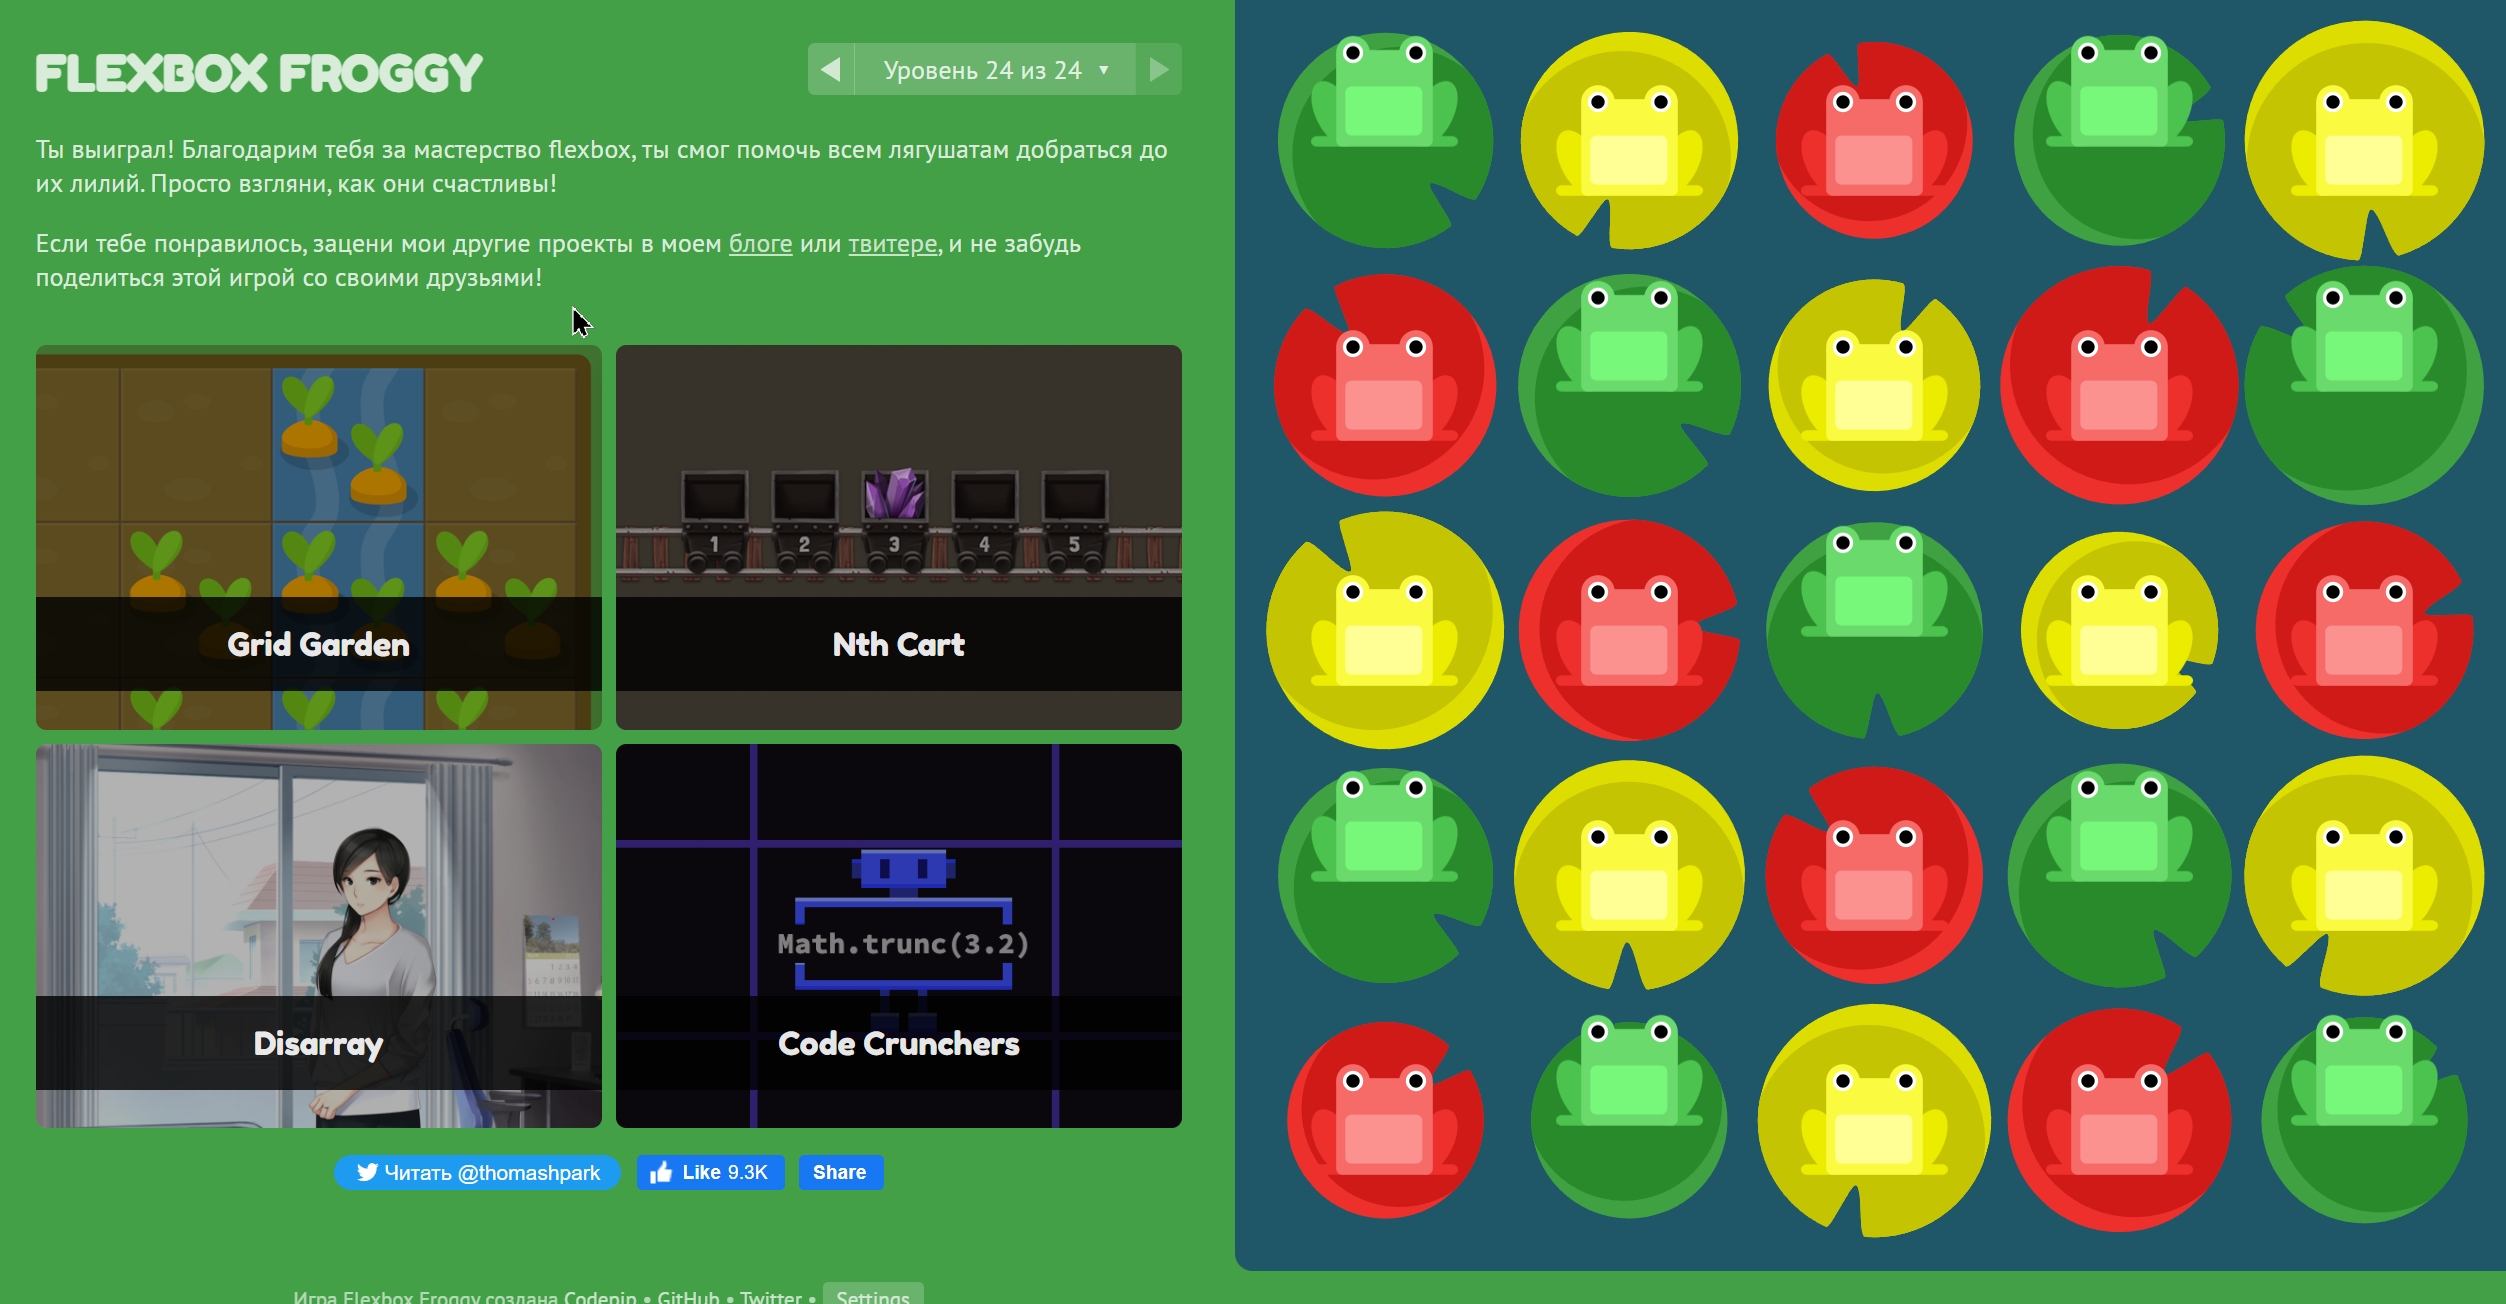 FLEXBOX FROGGY
Уровень 24 из 24
Ты выиграл! Благодарим тебя за мастерство flexbox, ты смог помочь всем лягушатам добраться до
их лилий. Просто взгляни, как они счастливы!
Если тебе понравилось, зацени мои другие проекты в моем блоге или твитере, и не забудь
поделиться этой игрой со своими друзьями!
1 2 3 4 5
Grid Garden
Nth Cart
Math.trunc(3.2)
Disarray
Code Crunchers
Читать @thomashpark
Like 9.3K
Share
Игра Flexbox Froggy создана Codepip • GitHub • Twitter • Settings